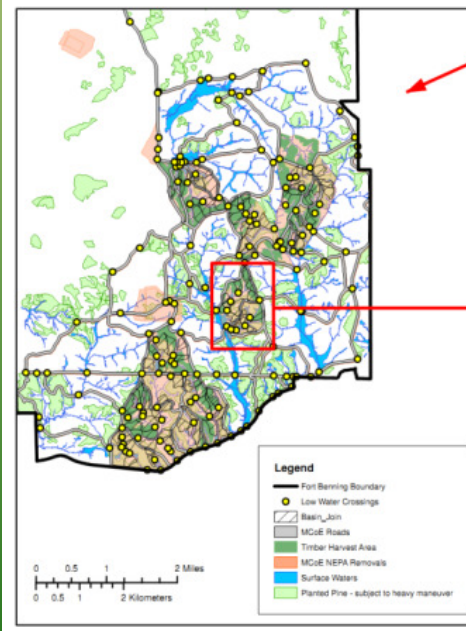 Legend
Fort Benning Boundary
Low Water Crossings
Basin_Join
MCoE Roads
Timber Harvest Area
MCoE NEPA Removals
Surface Waters
Planted Pine - subject to heavy maneuver
0 0.5 1 2 Miles
0 0.5 1 2 Kilometers